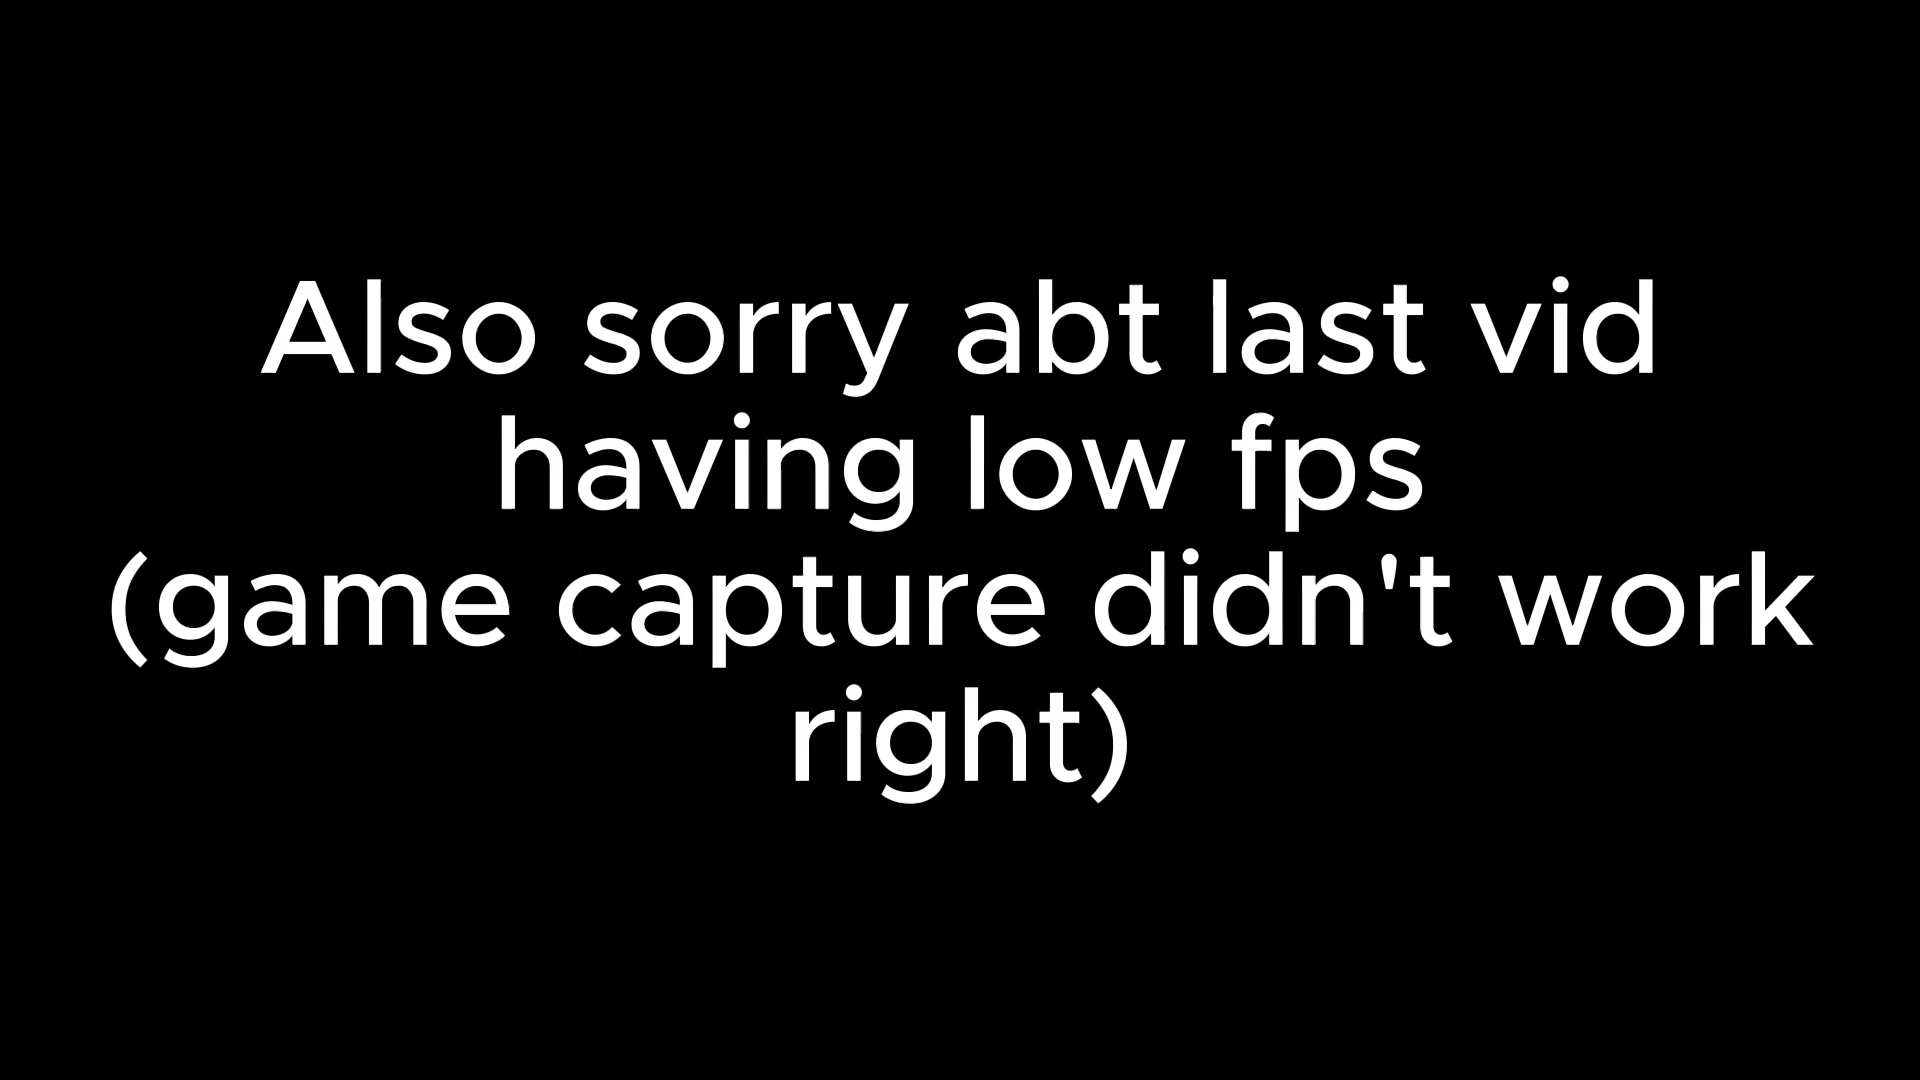 Also sorry abt last vid
having low fps
(game capture didn't work
right)